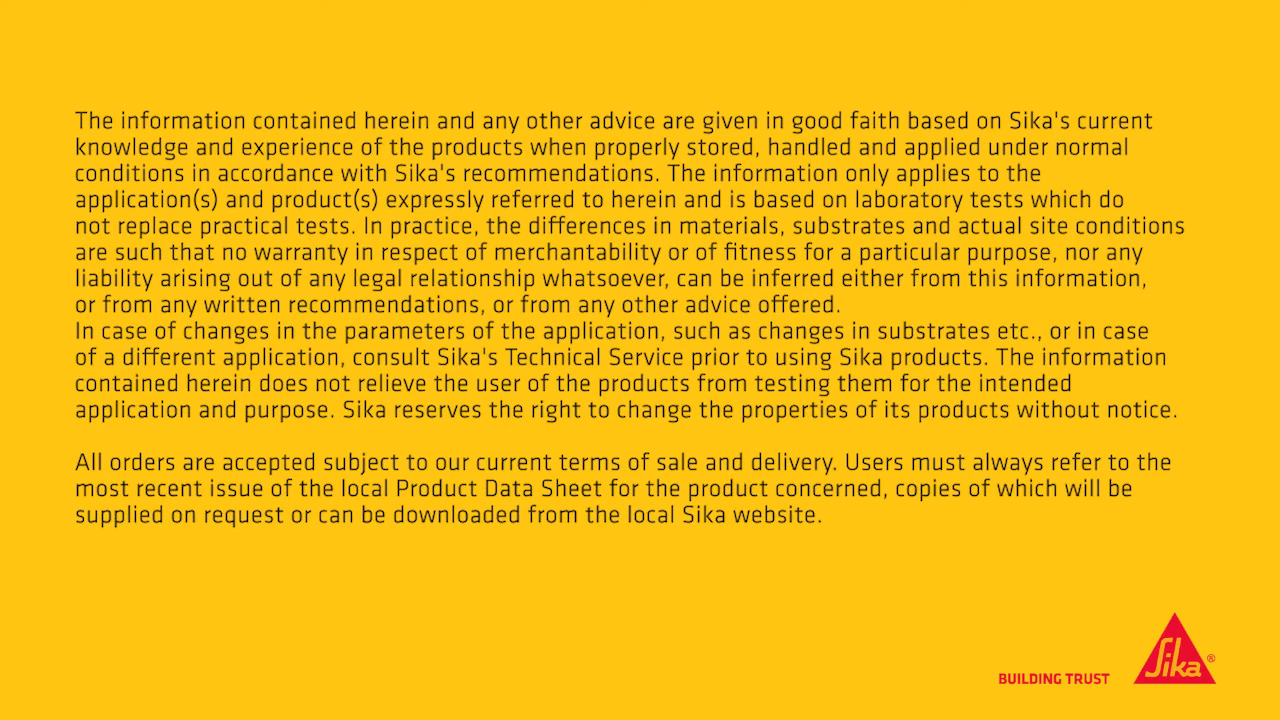 The information contained herein and any other advice are given in good faith based on Sika's current
knowledge and experience of the products when properly stored, handled and applied under normal
conditions in accordance with Sika's recommendations. The information only applies to the
application(s) and product(s) expressly referred to herein and is based on laboratory tests which do
not replace practical tests. In practice, the differences in materials, substrates and actual site conditions
are such that no warranty in respect of merchantability or of fitness for a particular purpose, nor any
liability arising out of any legal relationship whatsoever, can be inferred either from this information,
or from any written recommendations, or from any other advice offered.
In case of changes in the parameters of the application, such as changes in substrates etc., or in case
of a different application, consult Sika's Technical Service prior to using Sika products. The information
contained herein does not relieve the user of the products from testing them for the intended
application and purpose. Sika reserves the right to change the properties of its products without notice.
All orders are accepted subject to our current terms of sale and delivery. Users must always refer to the
most recent issue of the local Product Data Sheet for the product concerned, copies of which will be
supplied on request or can be downloaded from the local Sika website.
BUILDING TRUST
Sika®